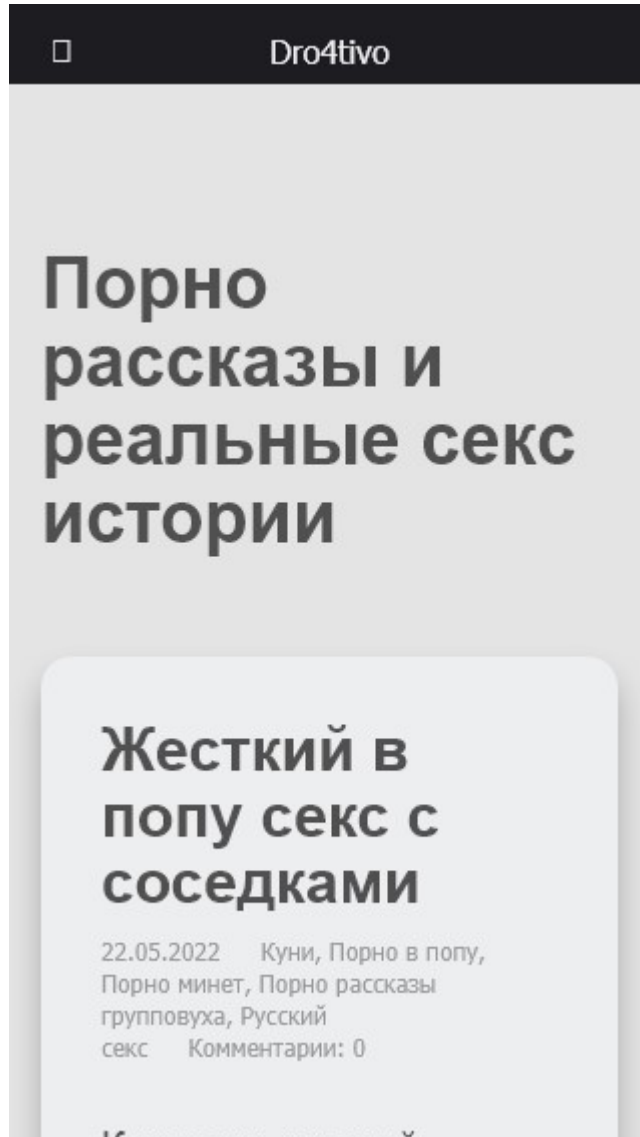 Dro4tivo
Порно
рассказы и
реальные секс
истории
Жесткий в
попу секс с
соседками
22.05.2022 Куни, Порно в попу,
Порно минет, Порно рассказы
групповуха, Русский
секс Комментарии: 0